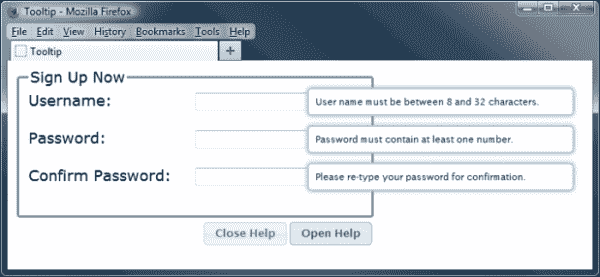 Tooltip - Mozilla Firefox
File Edit View History Bookmarks Tools Help
Tooltip +
Sign Up Now
Username: User name must be between 8 and 32 characters.
Password: Password must contain at least one number.
Confirm Password: Please re-type your password for confirmation.
Close Help Open Help